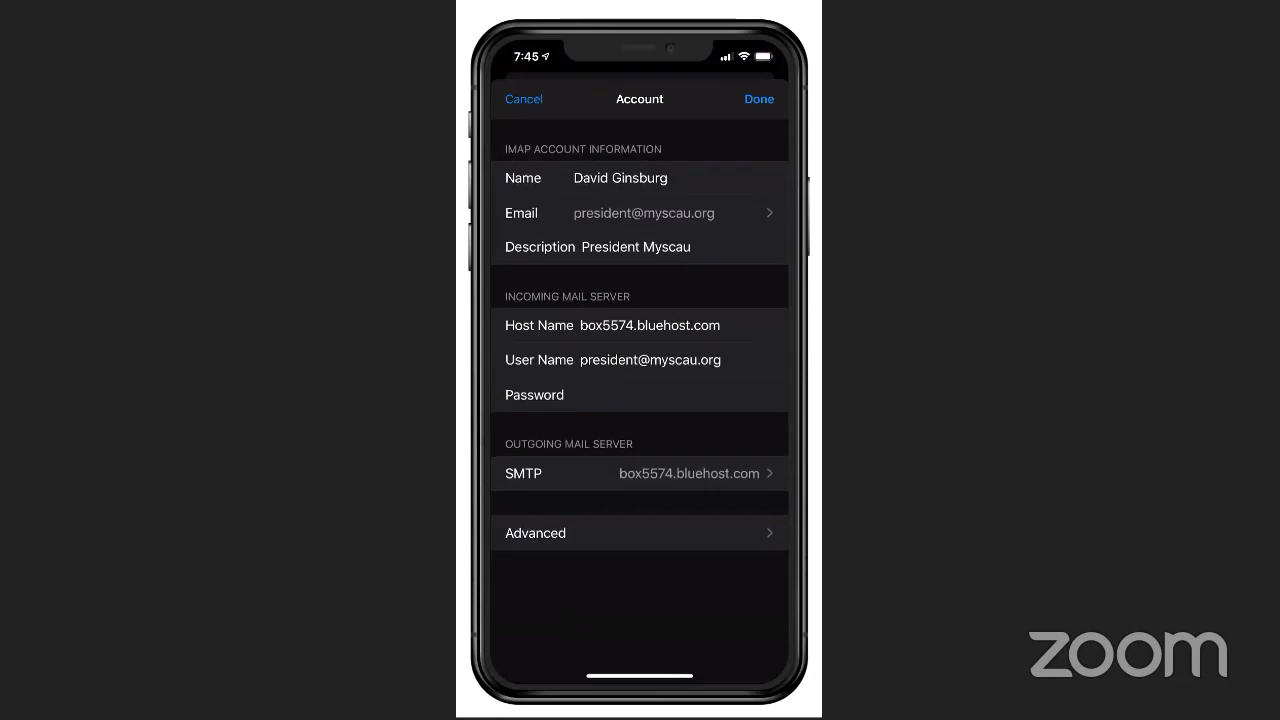 7:45
Cancel Account Done
IMAP ACCOUNT INFORMATION
Name David Ginsburg
Email president@myscau.org
Description President Myscau
INCOMING MAIL SERVER
Host Name box5574.bluehost.com
User Name president@myscau.org
Password
OUTGOING MAIL SERVER
SMTP box5574.bluehost.com
Advanced
zoom